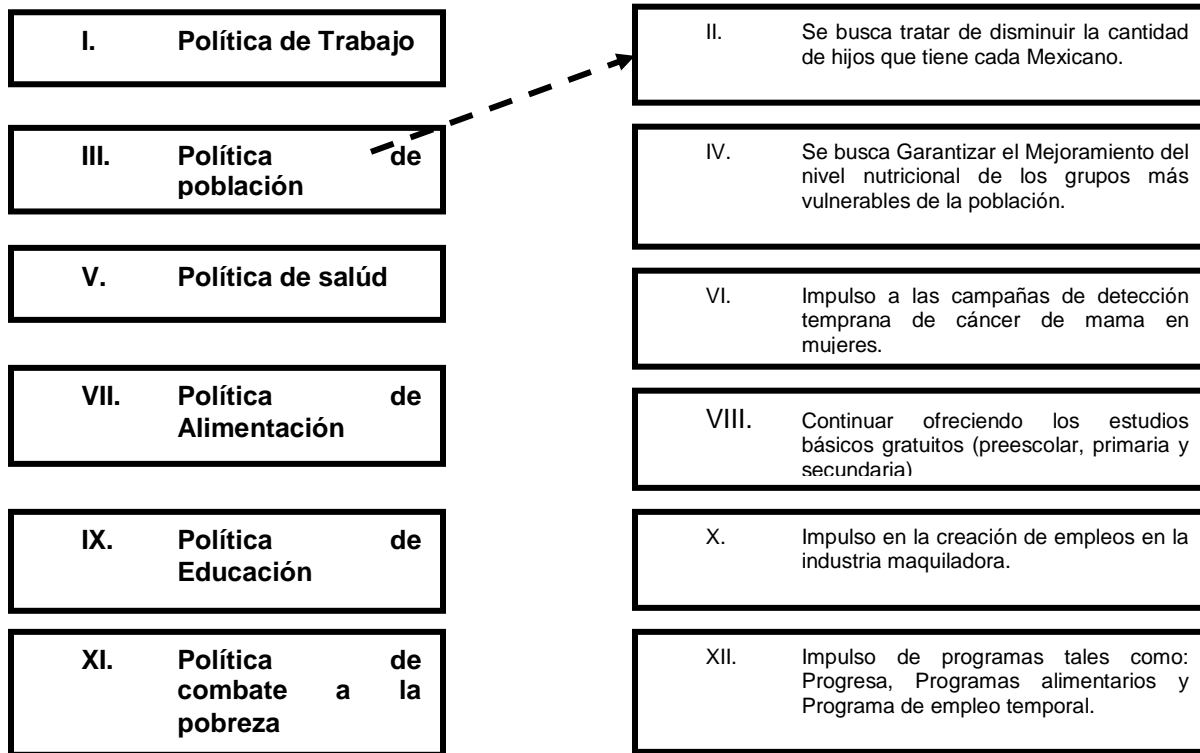 I. Política de Trabajo
II. Se busca tratar de disminuir la cantidad
de hijos que tiene cada Mexicano.
III. Política de
población
IV. Se busca Garantizar el Mejoramiento del
nivel nutricional de los grupos más
vulnerables de la población.
V. Política de salúd
VI. Impulso a las campañas de detección
temprana de cáncer de mama en
mujeres.
VII. Política de
Alimentación
VIII. Continuar ofreciendo los estudios
básicos gratuitos (preescolar, primaria y
secundaria)
IX. Política de
Educación
X. Impulso en la creación de empleos en la
industria maquiladora.
XI. Política de
combate a la
pobreza
XII. Impulso de programas tales como:
Progresa, Programas alimentarios y
Programa de empleo temporal.